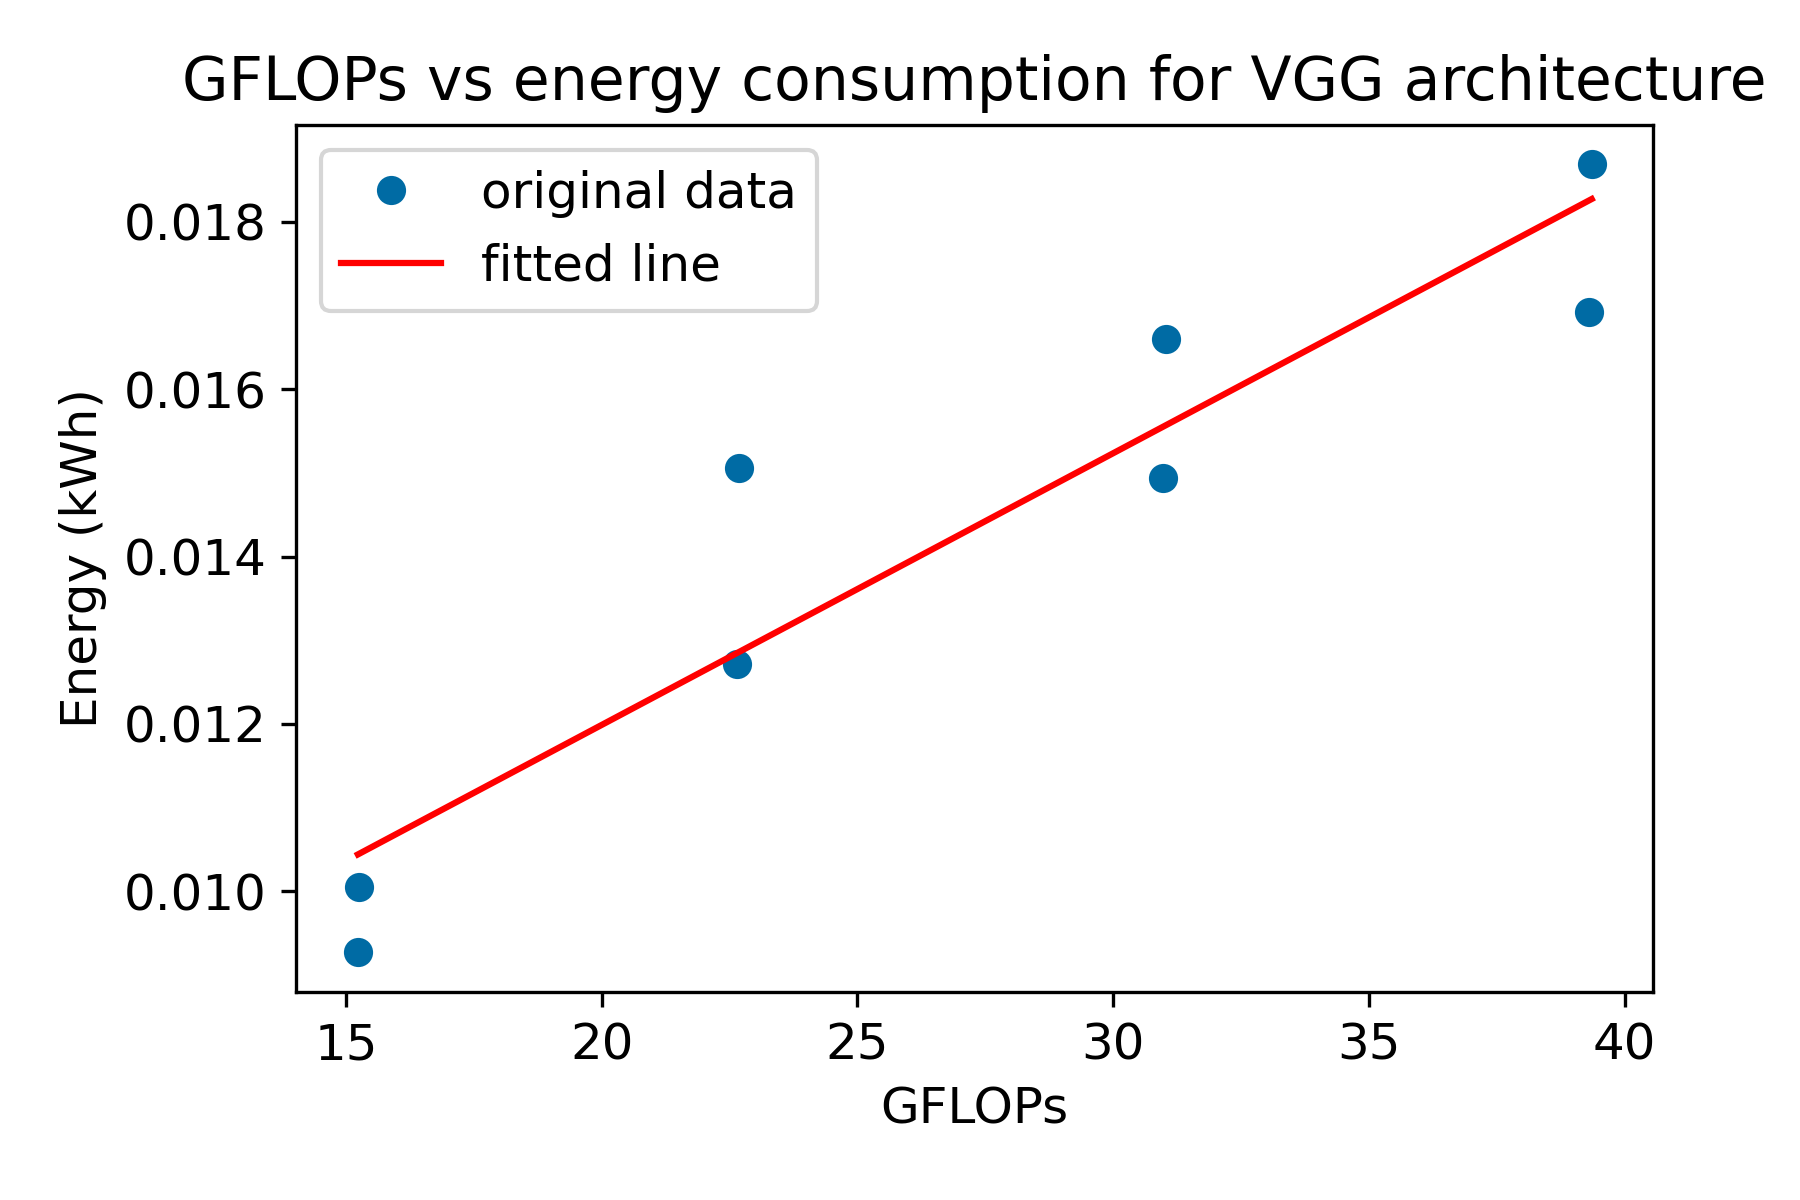 GFLOPs vs energy consumption for VGG architecture
original data
fitted line
Energy (kWh)
0.018
0.016
0.014
0.012
0.010
15 20 25 30 35 40
GFLOPs